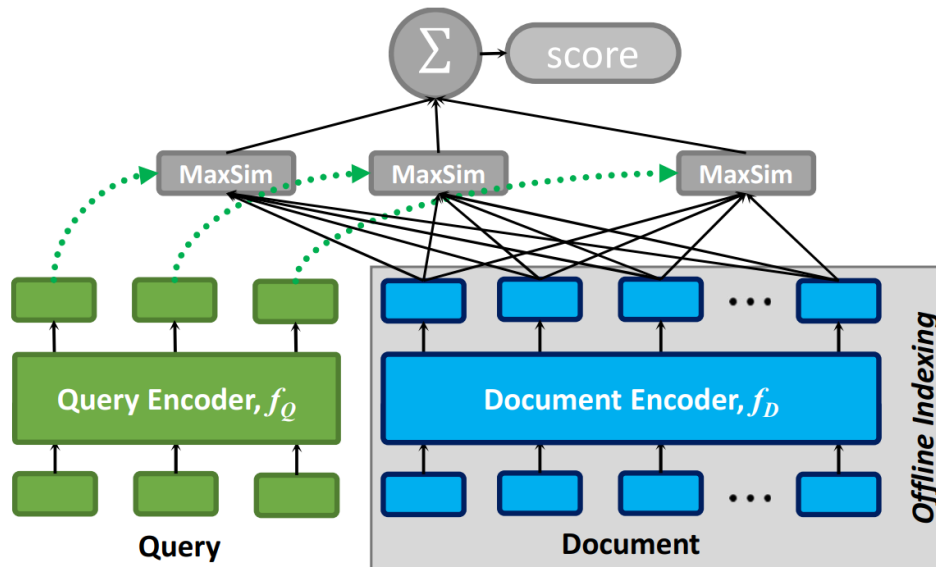 Σ
score
MaxSim
MaxSim
MaxSim
Query Encoder, f_Q
Document Encoder, f_D
Offline Indexing
Query
Document